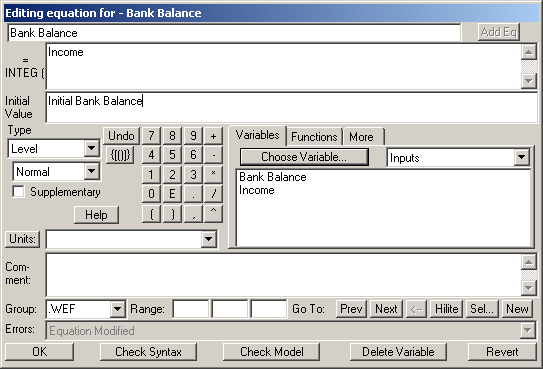 Editing equation for - Bank Balance
Bank Balance
Add Eq
= INTEG (
Income
Initial Value
Initial Bank Balance
Type
Level
Normal
Supplementary
Help
Undo 7 8 9 +
{[()]} 4 5 6 -
1 2 3 *
0 E . /
( ) , ^
Variables Functions More
Choose Variable... Inputs
Bank Balance
Income
Units:
Com-
ment:
Group: .WEF Range: Go To: Prev Next <-- Hilite Sel... New
Errors: Equation Modified
OK Check Syntax Check Model Delete Variable Revert